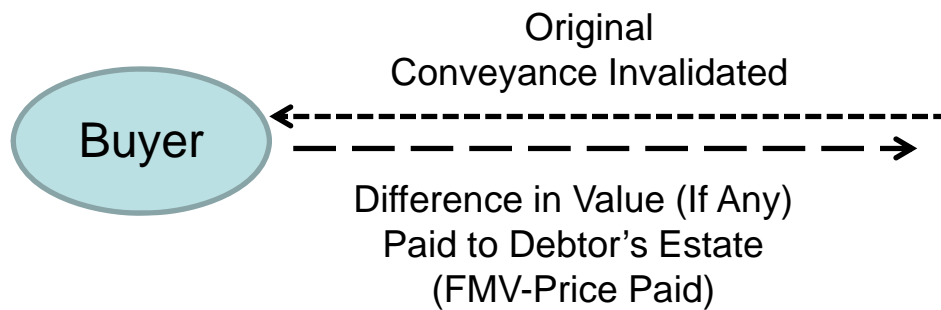 Original
Conveyance Invalidated
Buyer
Difference in Value (If Any)
Paid to Debtor's Estate
(FMV-Price Paid)